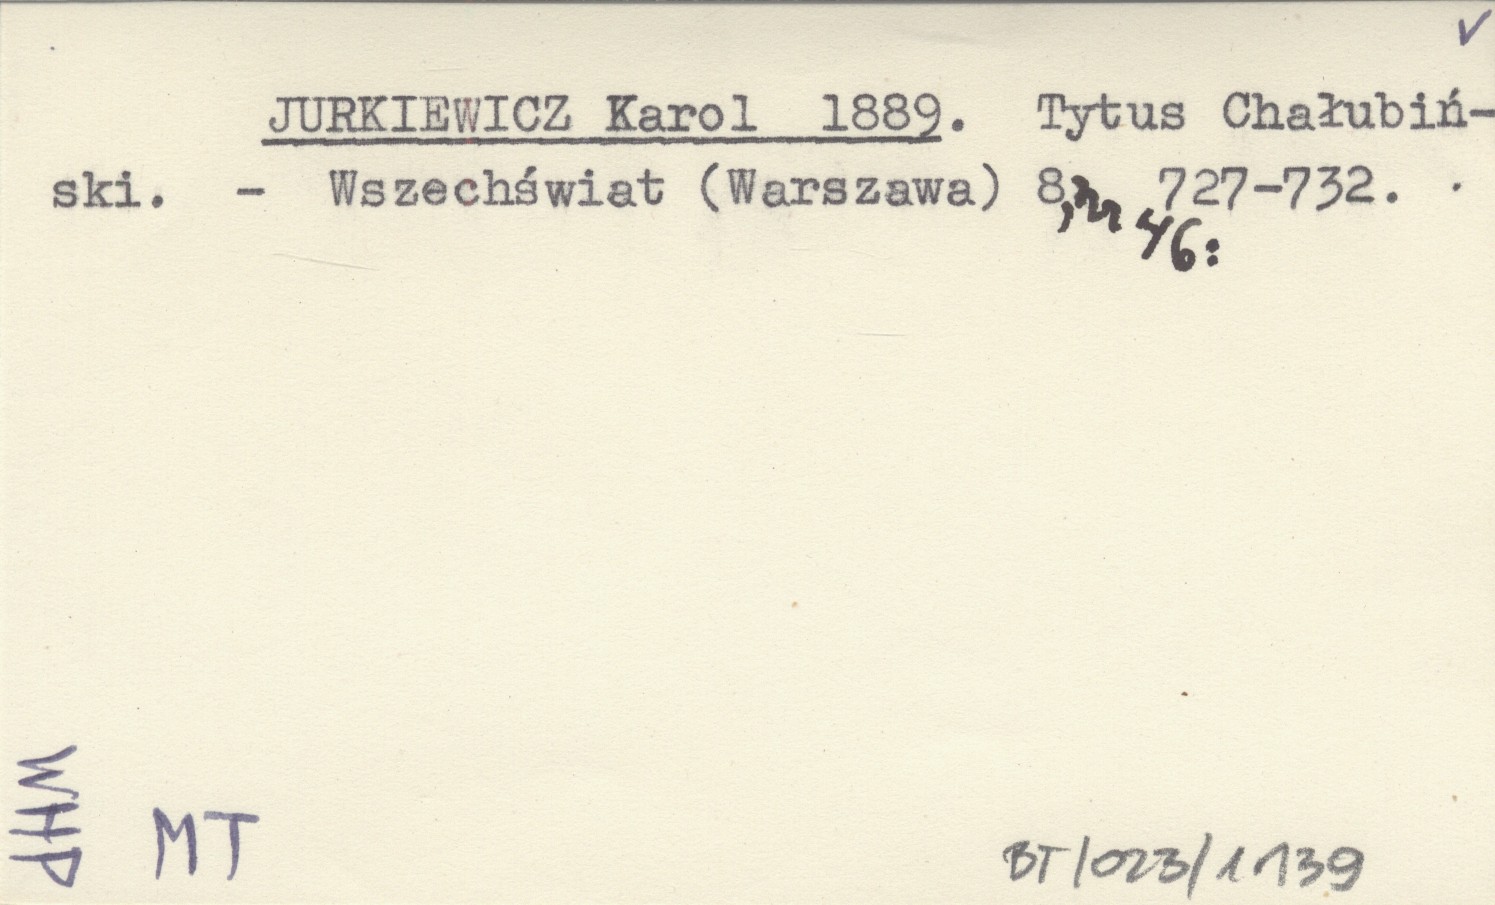 ✓
JURKIEWICZ Karol 1889. Tytus Chałubiń-
ski. - Wszechświat (Warszawa) 8, nr 46: 727-732.
WHP
MT
BT/023/1139